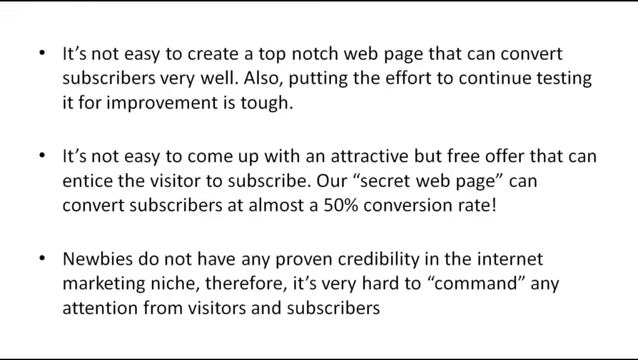 • It's not easy to create a top notch web page that can convert
subscribers very well. Also, putting the effort to continue testing
it for improvement is tough.
• It's not easy to come up with an attractive but free offer that can
entice the visitor to subscribe. Our “secret web page” can
convert subscribers at almost a 50% conversion rate!
• Newbies do not have any proven credibility in the internet
marketing niche, therefore, it's very hard to “command” any
attention from visitors and subscribers